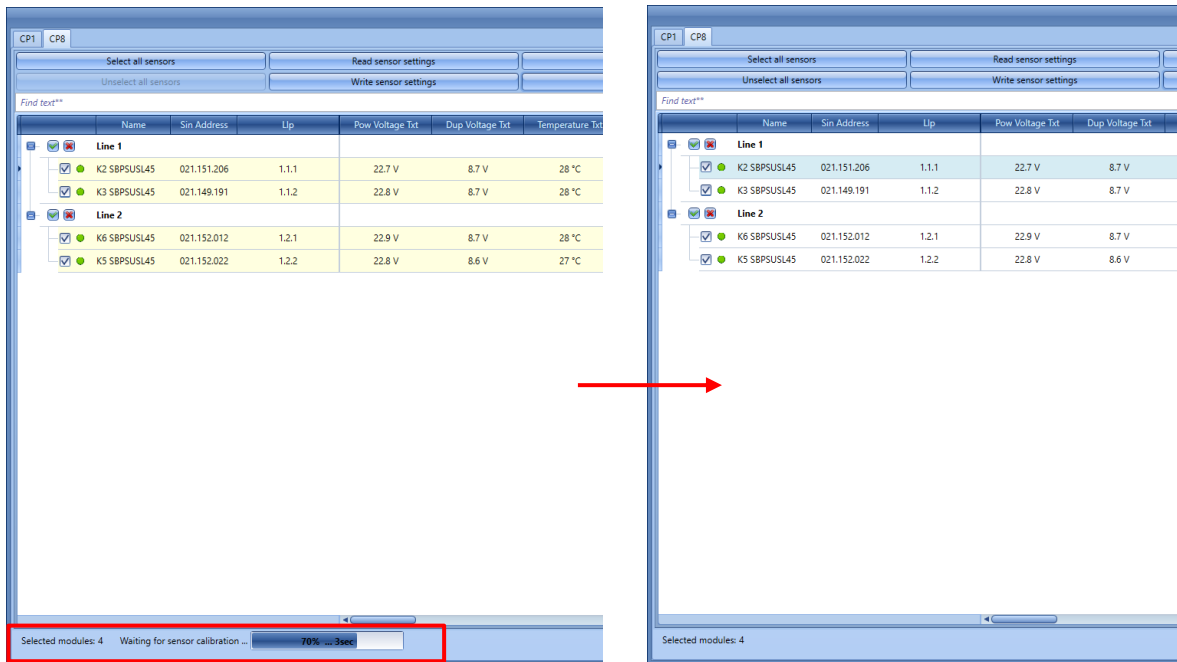 CP1 CP8
Select all sensors Read sensor settings
Unselect all sensors Write sensor settings
Find text**
Name Sin Address Llp Pow Voltage Txt Dup Voltage Txt Temperature Txt
Line 1
K2 SBPSUSL45 021.151.206 1.1.1 22.7 V 8.7 V 28 °C
K3 SBPSUSL45 021.149.191 1.1.2 22.8 V 8.7 V 28 °C
Line 2
K6 SBPSUSL45 021.152.012 1.2.1 22.9 V 8.7 V 28 °C
K5 SBPSUSL45 021.152.022 1.2.2 22.8 V 8.6 V 27 °C
Selected modules: 4 Waiting for sensor calibration ... 70% ... 3sec
CP1 CP8
Select all sensors Read sensor settings
Unselect all sensors Write sensor settings
Find text**
Name Sin Address Llp Pow Voltage Txt Dup Voltage Txt
Line 1
K2 SBPSUSL45 021.151.206 1.1.1 22.7 V 8.7 V
K3 SBPSUSL45 021.149.191 1.1.2 22.8 V 8.7 V
Line 2
K6 SBPSUSL45 021.152.012 1.2.1 22.9 V 8.7 V
K5 SBPSUSL45 021.152.022 1.2.2 22.8 V 8.6 V
Selected modules: 4